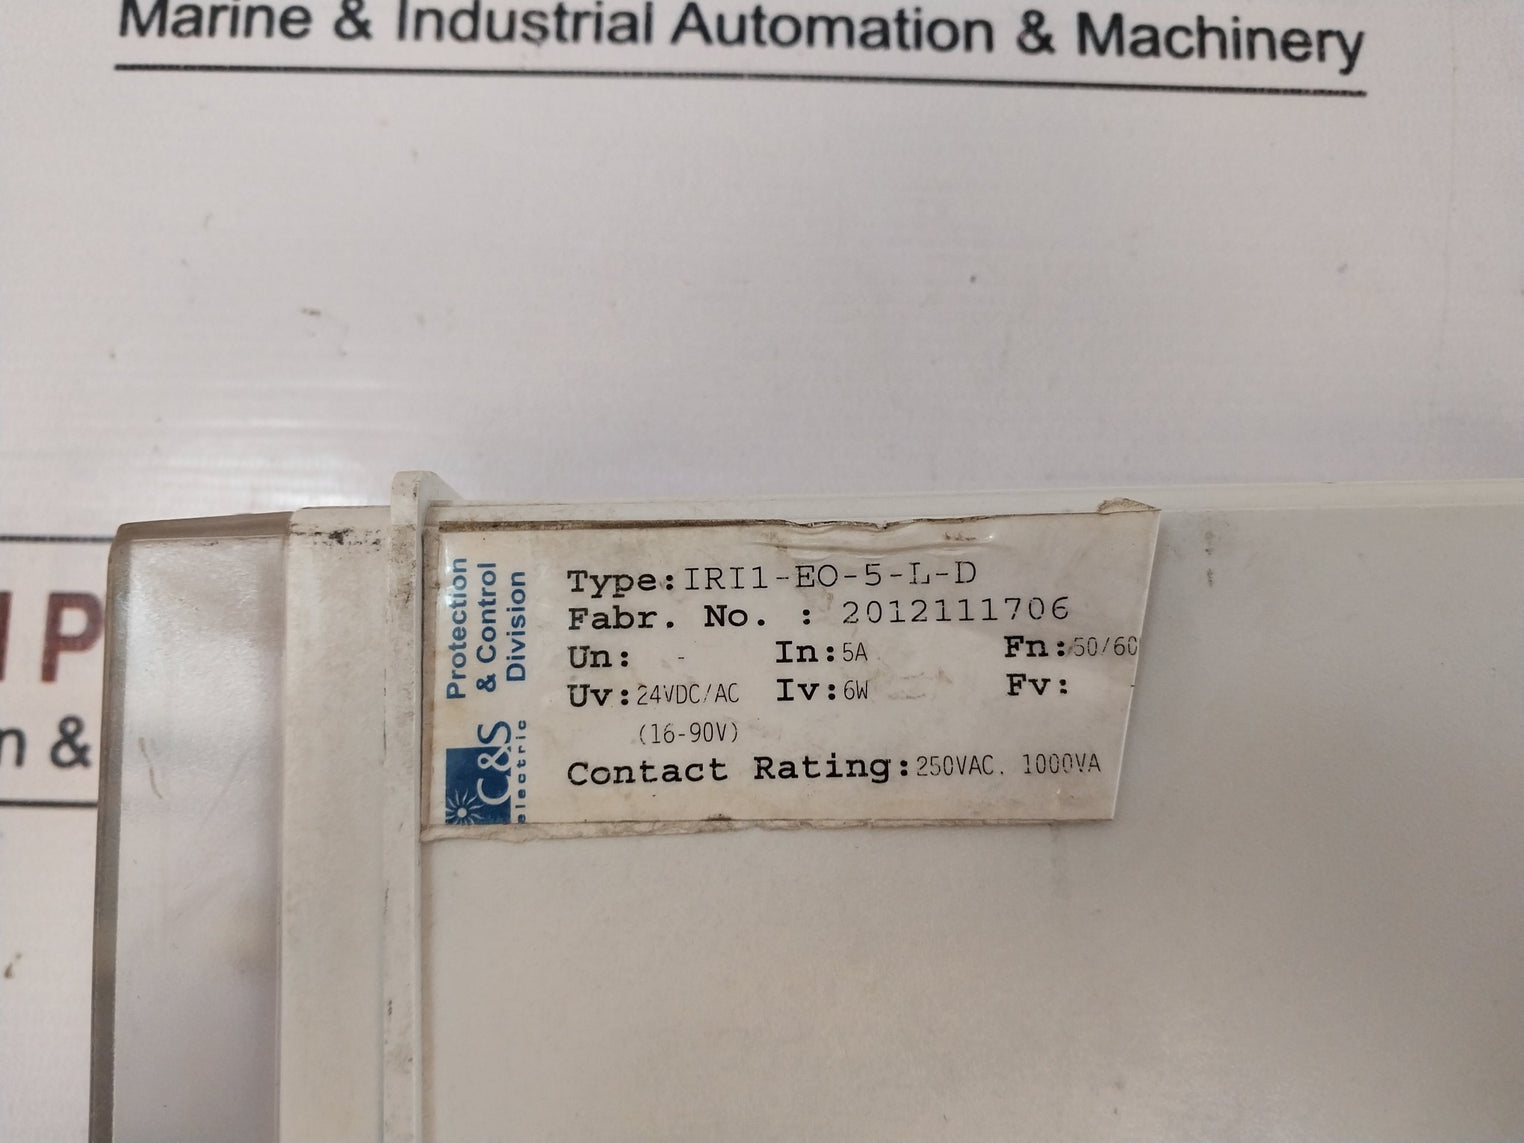 Marine & Industrial Automation & Machinery
IP
n &
Protection
& Control
Division
C&S
electric
Type:IRI1-EO-5-L-D
Fabr. No. : 2012111706
Un: - In:5A Fn:50/60
Uv:24VDC/AC Iv:6W Fv:
(16-90V)
Contact Rating:250VAC. 1000VA